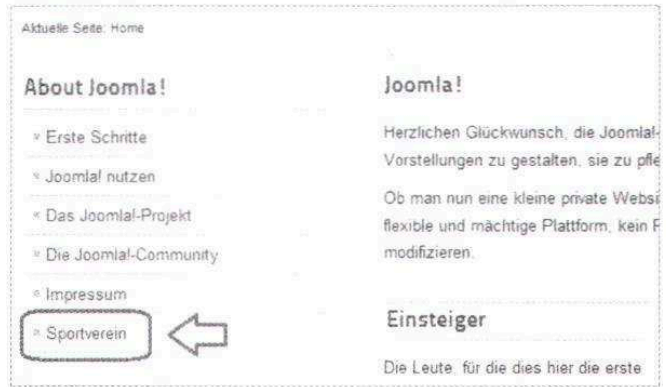 Aktuelle Seite: Home
About Joomla!
Erste Schritte
Joomla! nutzen
Das Joomla!-Projekt
Die Joomla!-Community
Impressum
Sportverein
Joomla!
Herzlichen Glückwunsch, die Joomla!-
Vorstellungen zu gestalten, sie zu pfle
Ob man nun eine kleine private Websi
flexible und mächtige Plattform, kein
modifizieren.
Einsteiger
Die Leute, für die dies hier die erste